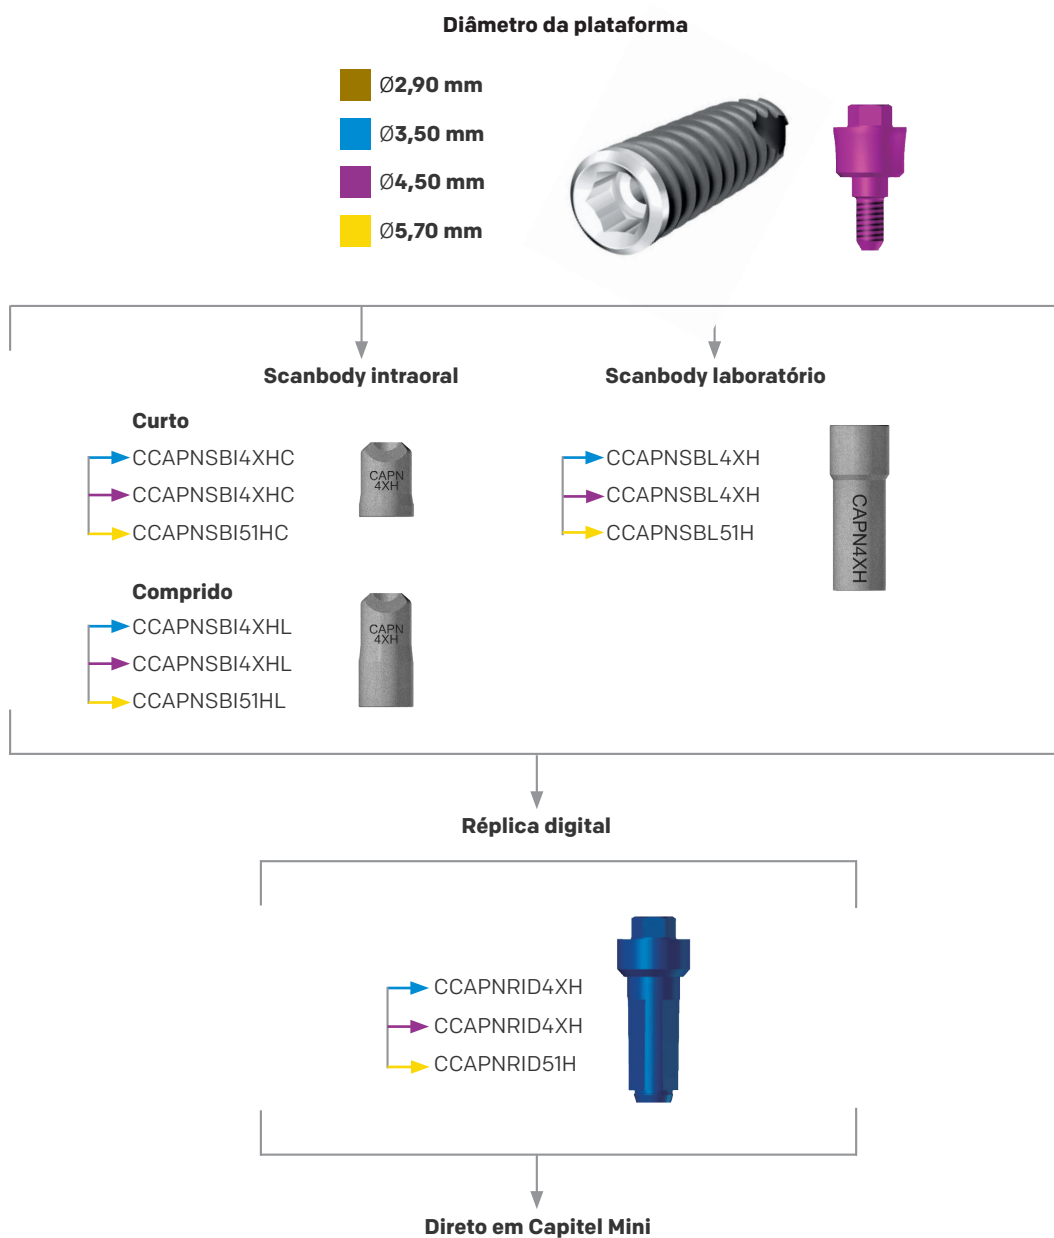 Diâmetro da plataforma
Ø2,90 mm
Ø3,50 mm
Ø4,50 mm
Ø5,70 mm
Scanbody intraoral
Curto
CCAPNSBI4XHC
CCAPNSBI4XHC
CCAPNSBI51HC
CAPN
4XH
Comprido
CCAPNSBI4XHL
CCAPNSBI4XHL
CCAPNSBI51HL
CAPN
4XH
Scanbody laboratório
CCAPNSBL4XH
CCAPNSBL4XH
CCAPNSBL51H
CAPN4XH
Réplica digital
CCAPNRID4XH
CCAPNRID4XH
CCAPNRID51H
Direto em Capitel Mini